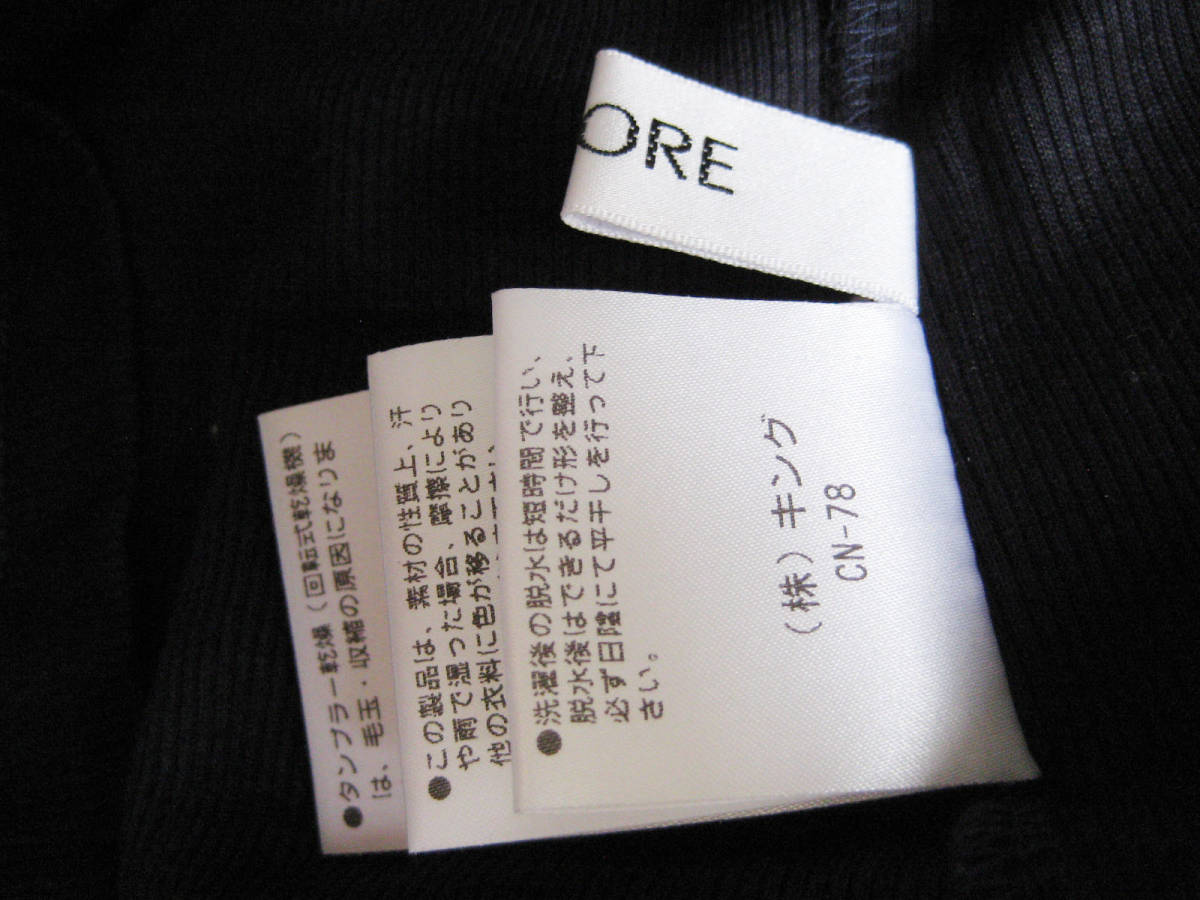 ORE
●タンブラー乾燥(回転式乾燥機)
は、毛玉・収縮の原因になりま
●この製品は、素材の性質上、汗
や雨で湿った場合、摩擦により
他の衣料に色が移ることがあり
●洗濯後の脱水は短時間で行い、
脱水後はできるだけ形を整え、
必ず日陰にて平干しを行って下
さい。
(株)キング
CN-78